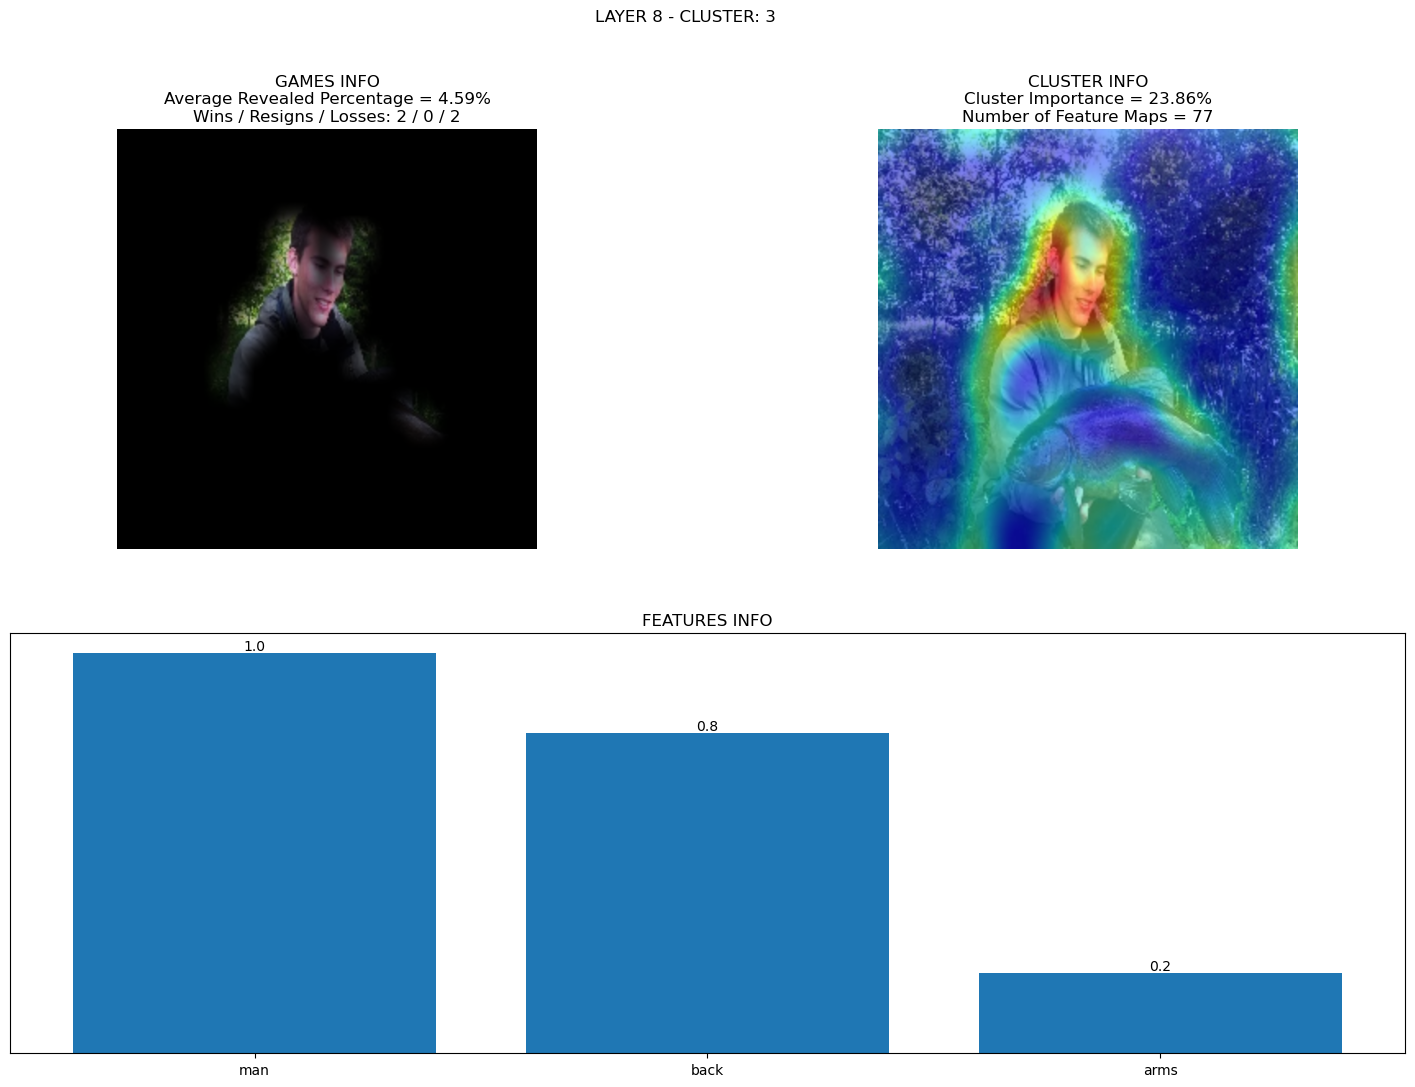 LAYER 8 - CLUSTER: 3
GAMES INFO
Average Revealed Percentage = 4.59%
Wins / Resigns / Losses: 2 / 0 / 2
CLUSTER INFO
Cluster Importance = 23.86%
Number of Feature Maps = 77
FEATURES INFO
1.0
0.8
0.2
man
back
arms